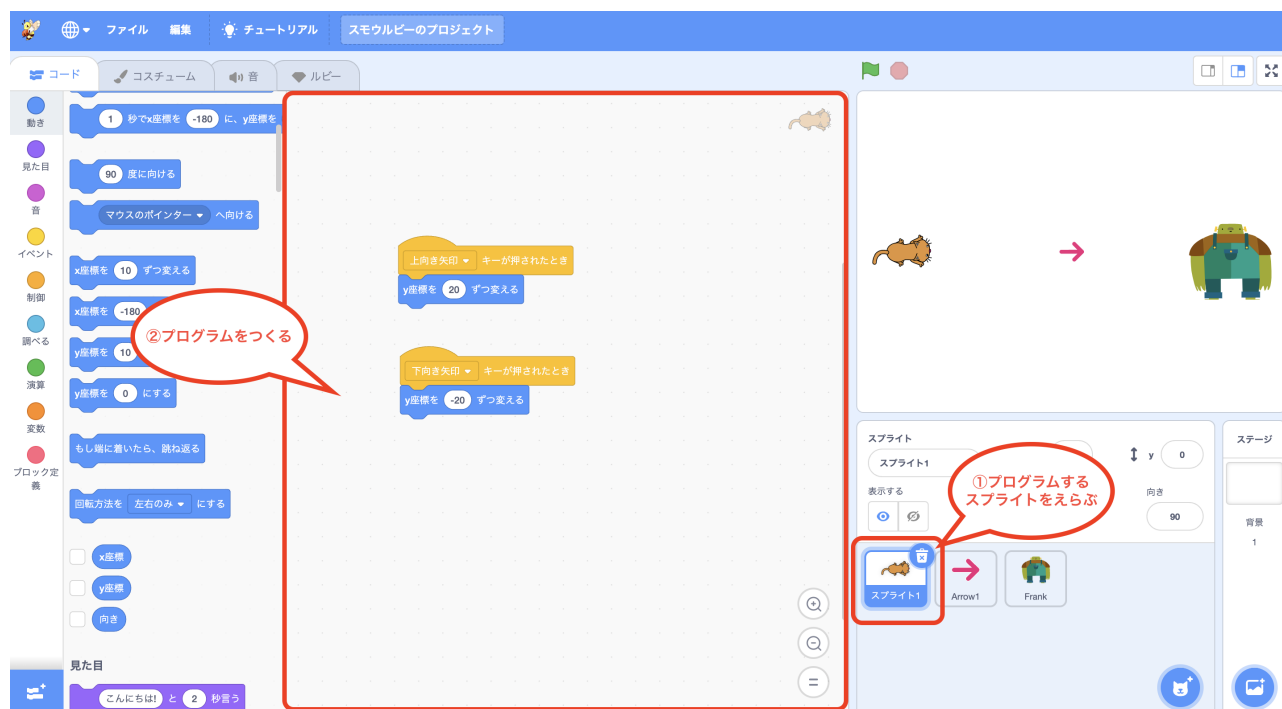 ファイル 編集 チュートリアル スモウルビーのプロジェクト
コード コスチューム 音 ルビー
動き
見た目
音
イベント
制御
調べる
演算
変数
ブロック定
義
1 秒でx座標を -180 に、y座標を
90 度に向ける
マウスのポインター へ向ける
x座標を 10 ずつ変える
x座標を -180
y座標を 10
y座標を 0 にする
もし端に着いたら、跳ね返る
回転方法を 左右のみ にする
x座標
y座標
向き
見た目
こんにちは! と 2 秒言う
②プログラムをつくる
上向き矢印 キーが押されたとき
y座標を 20 ずつ変える
下向き矢印 キーが押されたとき
y座標を -20 ずつ変える
スプライト
スプライト1
y 0
表示する
向き
90
①プログラムする
スプライトをえらぶ
スプライト1
Arrow1
Frank
ステージ
背景
1